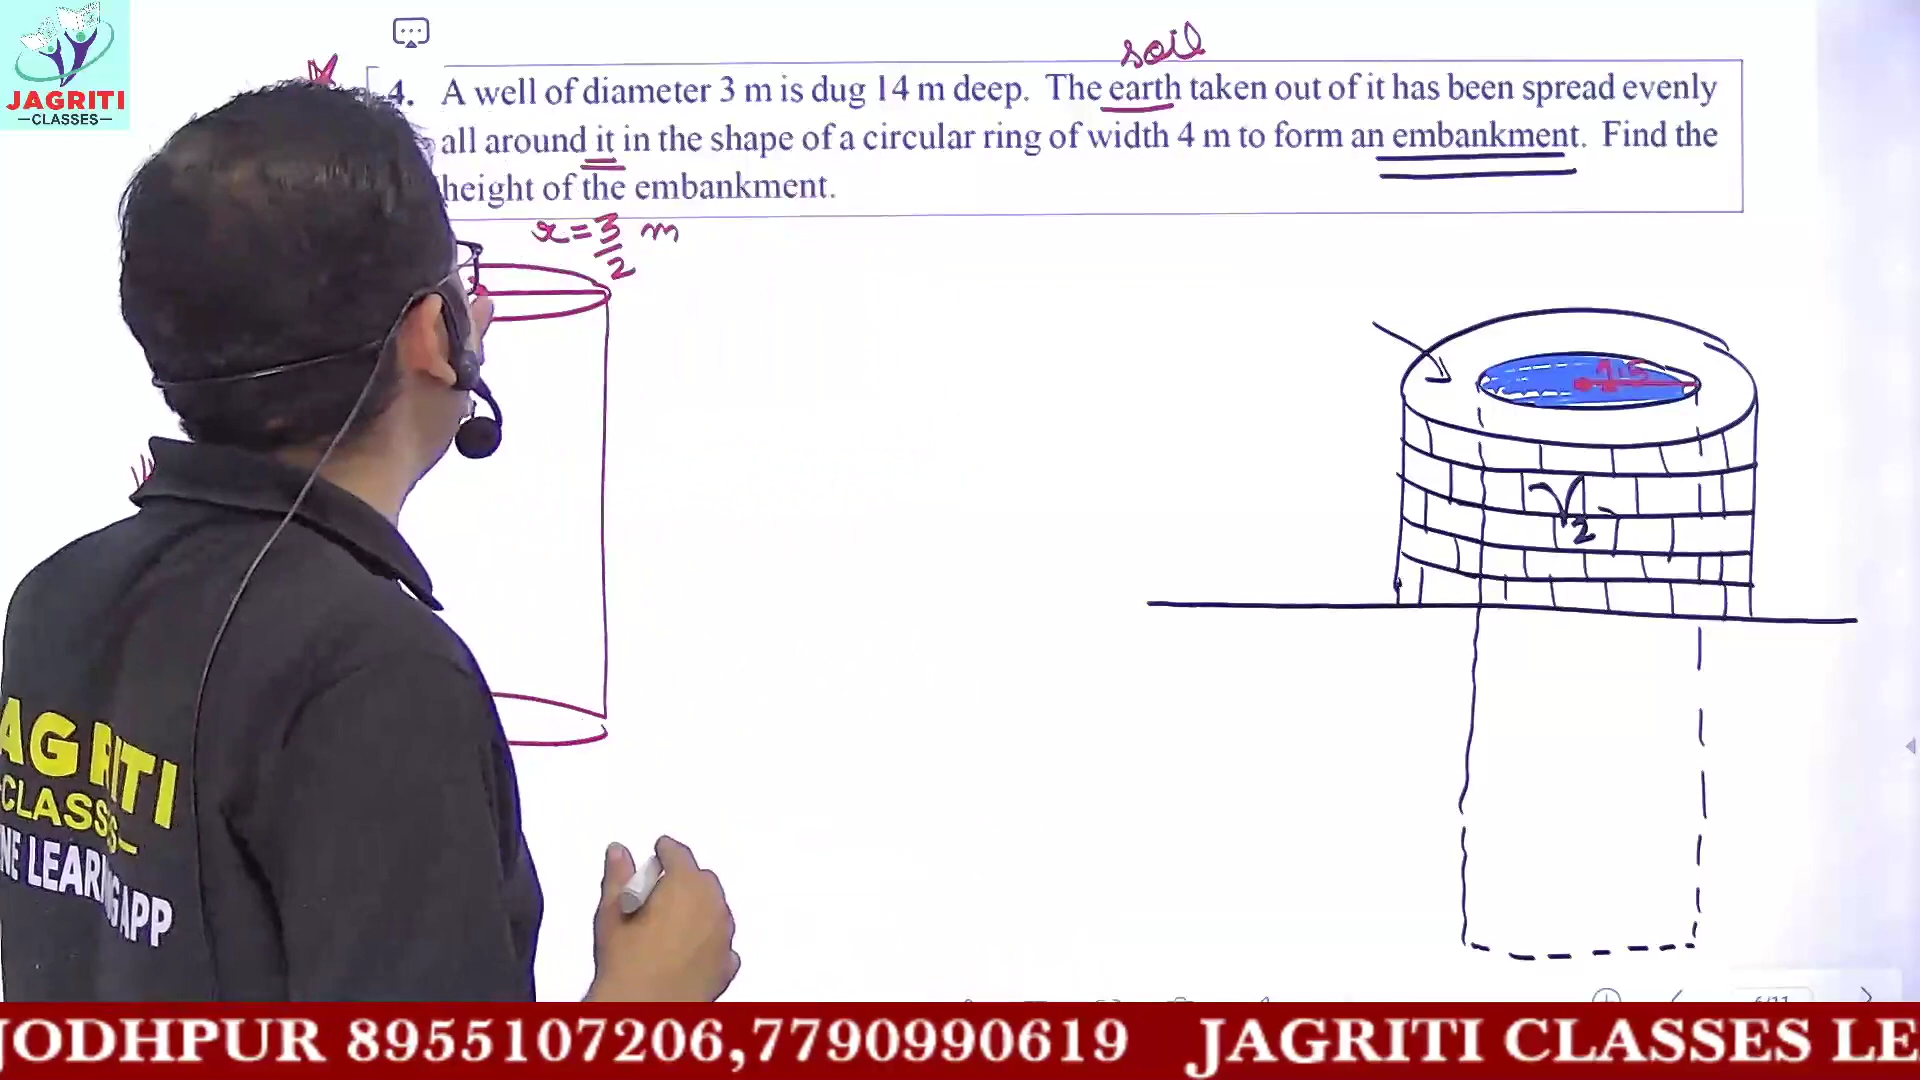 JAGRITI
—CLASSES—
soil
4. A well of diameter 3 m is dug 14 m deep. The earth taken out of it has been spread evenly
all around it in the shape of a circular ring of width 4 m to form an embankment. Find the
height of the embankment.
r = 3/2 m
1.5
V2
AGRITI
CLASSES
NE LEARNING APP
JODHPUR 8955107206,7790990619 JAGRITI CLASSES LE